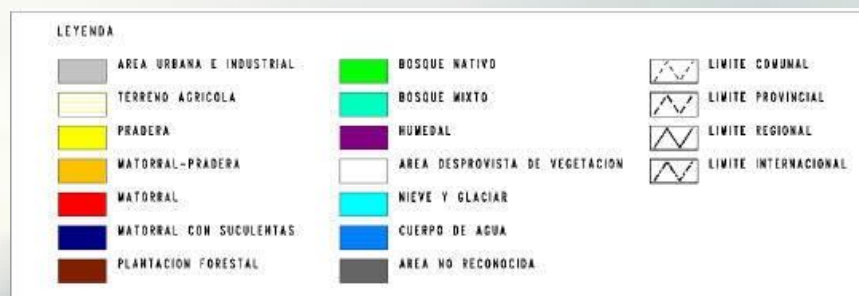 LEYENDA
AREA URBANA E INDUSTRIAL
TERRENO AGRICOLA
PRADERA
MATORRAL-PRADERA
MATORRAL
MATORRAL CON SUCULENTAS
PLANTACION FORESTAL
BOSQUE NATIVO
BOSQUE MIXTO
HUMEDAL
AREA DESPROVISTA DE VEGETACION
NIEVE Y GLACIAR
CUERPO DE AGUA
AREA NO RECONOCIDA
LIMITE COMUNAL
LIMITE PROVINCIAL
LIMITE REGIONAL
LIMITE INTERNACIONAL